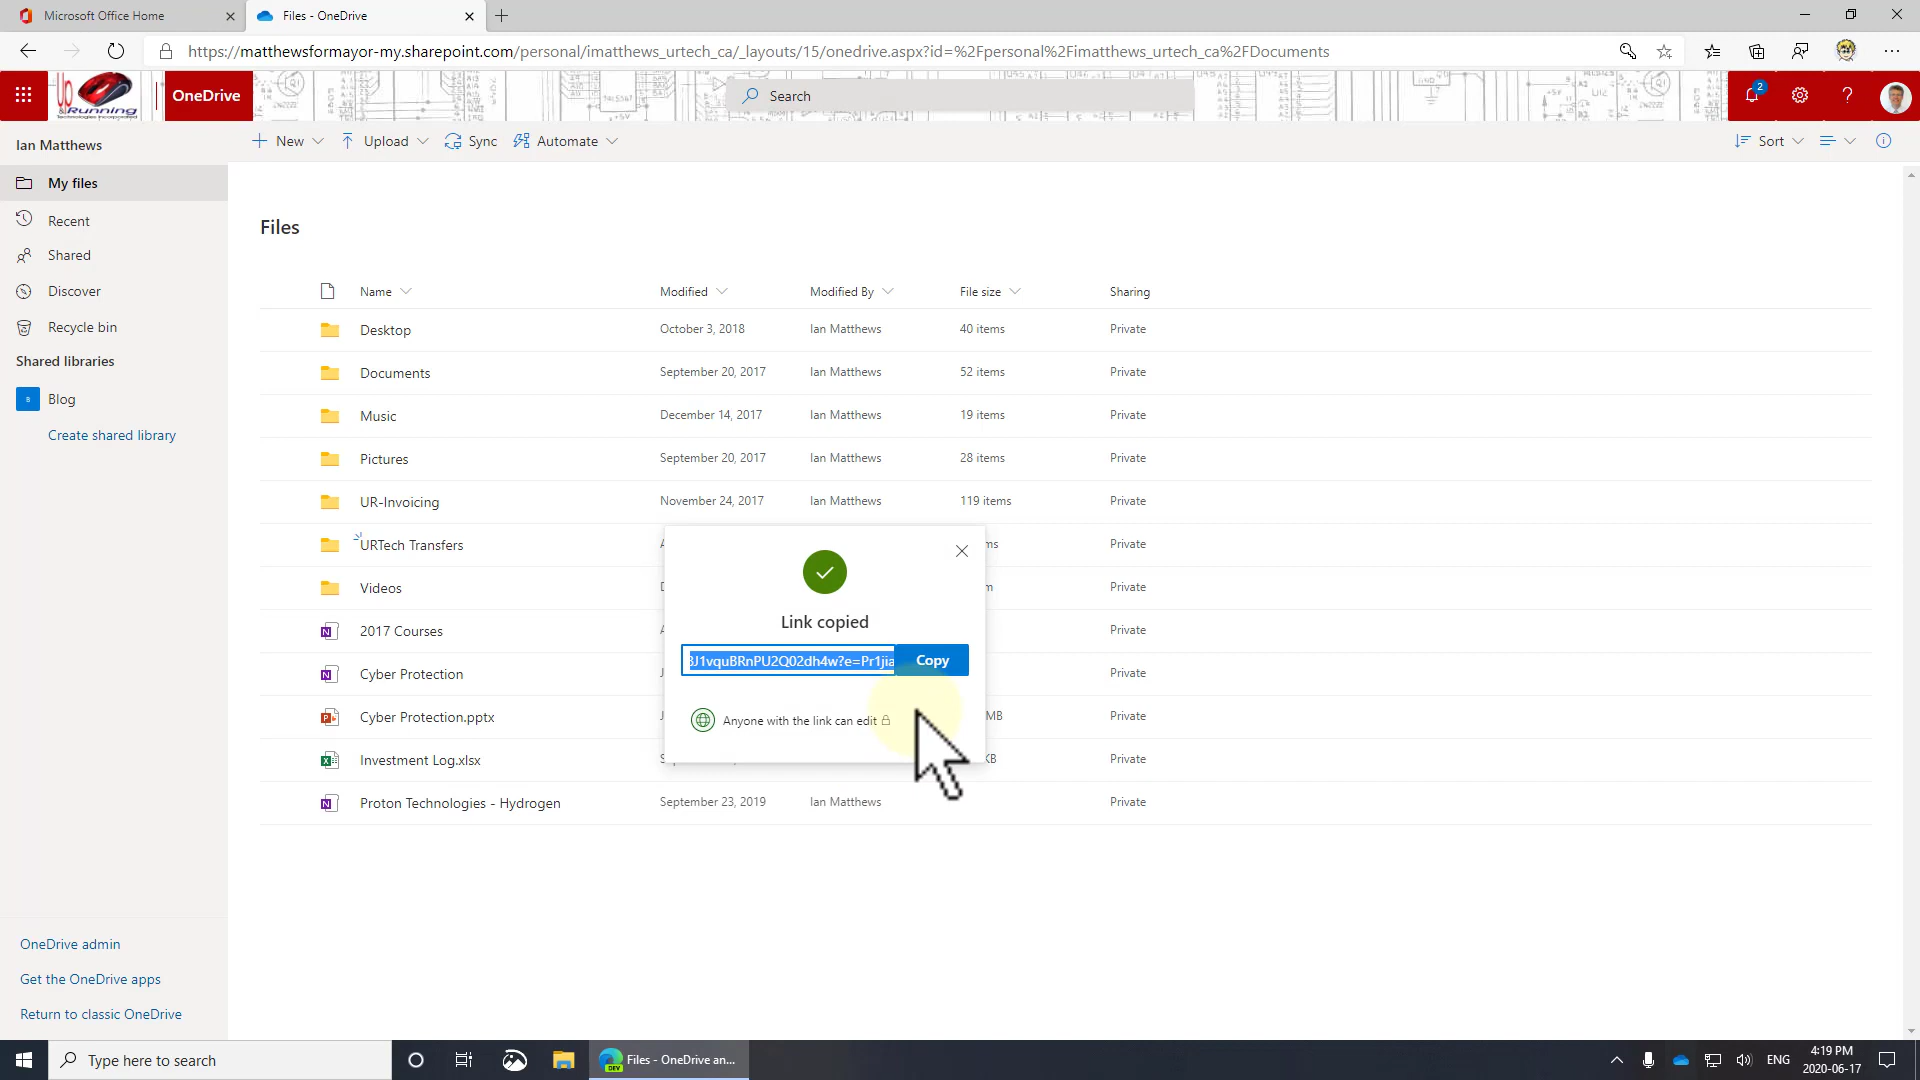 Microsoft Office Home
Files - OneDrive
https://matthewsformayor-my.sharepoint.com/personal/imatthews_urtech_ca/_layouts/15/onedrive.aspx?id=%2Fpersonal%2Fimatthews_urtech_ca%2FDocuments
Up
Running
Technologies Incorporated
OneDrive
Search
2
?
Ian Matthews
New
Upload
Sync
Automate
Sort
My files
Recent
Shared
Discover
Recycle bin
Shared libraries
B
Blog
Create shared library
Files
Name Modified Modified By File size Sharing
Desktop October 3, 2018 Ian Matthews 40 items Private
Documents September 20, 2017 Ian Matthews 52 items Private
Music December 14, 2017 Ian Matthews 19 items Private
Pictures September 20, 2017 Ian Matthews 28 items Private
UR-Invoicing November 24, 2017 Ian Matthews 119 items Private
URTech Transfers Private
Videos Private
2017 Courses Private
Cyber Protection Private
Cyber Protection.pptx MB Private
Investment Log.xlsx KB Private
Proton Technologies - Hydrogen September 23, 2019 Ian Matthews Private
Link copied
J1vquBRnPU2Q02dh4w?e=Pr1jia
Copy
Anyone with the link can edit
OneDrive admin
Get the OneDrive apps
Return to classic OneDrive
Type here to search
DEV
Files - OneDrive an...
ENG
4:19 PM
2020-06-17